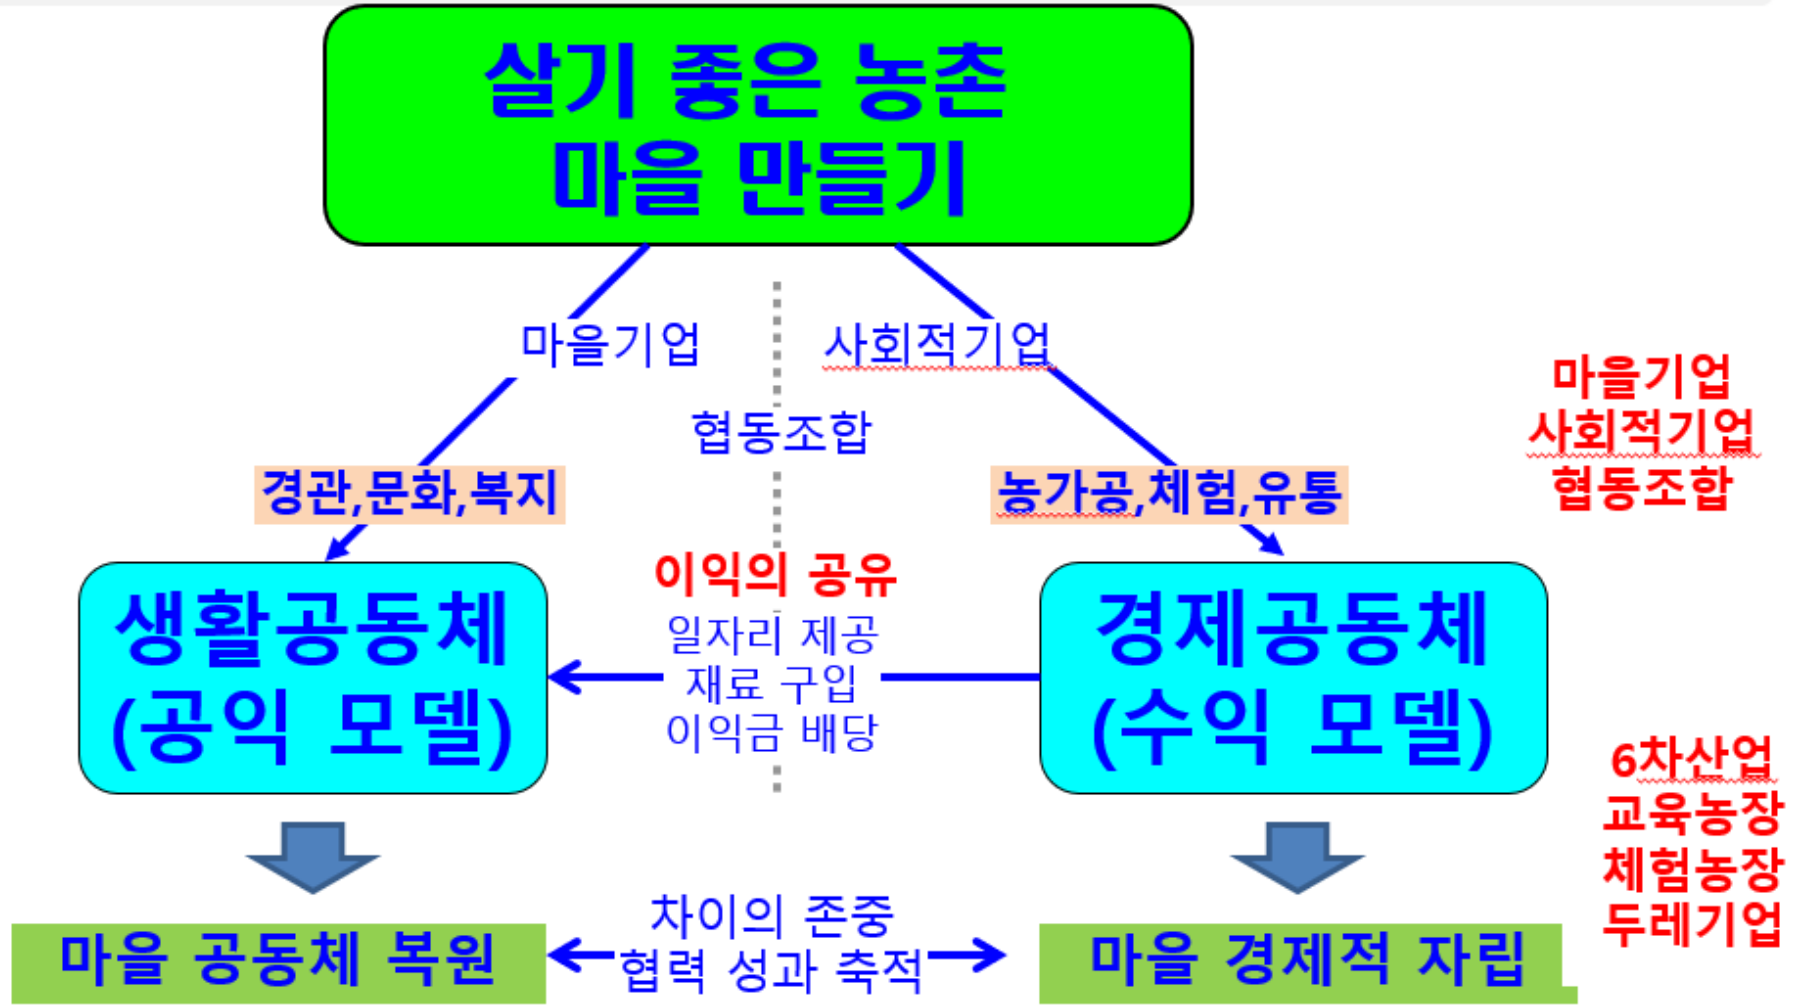 살기 좋은 농촌
마을 만들기
마을기업
사회적기업
협동조합
경관,문화,복지
농가공,체험,유통
마을기업
사회적기업
협동조합
생활공동체
(공익 모델)
이익의 공유
일자리 제공
재료 구입
이익금 배당
경제공동체
(수익 모델)
6차산업
교육농장
체험농장
두레기업
마을 공동체 복원
차이의 존중
협력 성과 축적
마을 경제적 자립